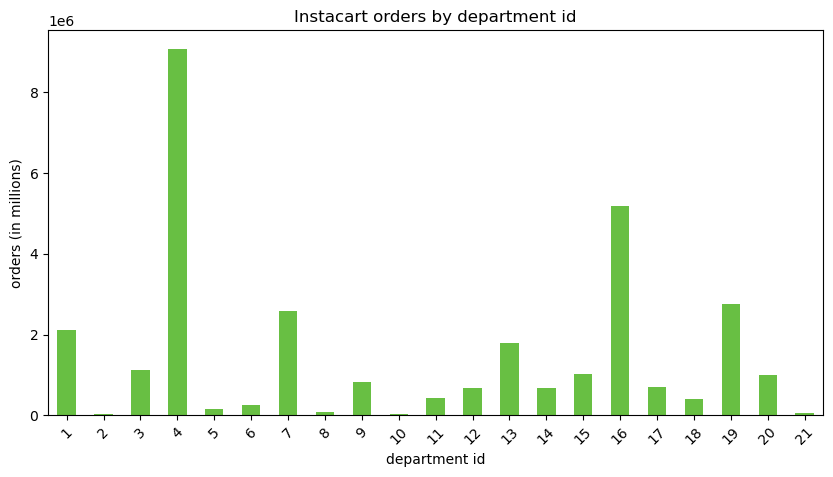 Instacart orders by department id
1e6
8
6
4
2
0
orders (in millions)
1 2 3 4 5 6 7 8 9 10 11 12 13 14 15 16 17 18 19 20 21
department id